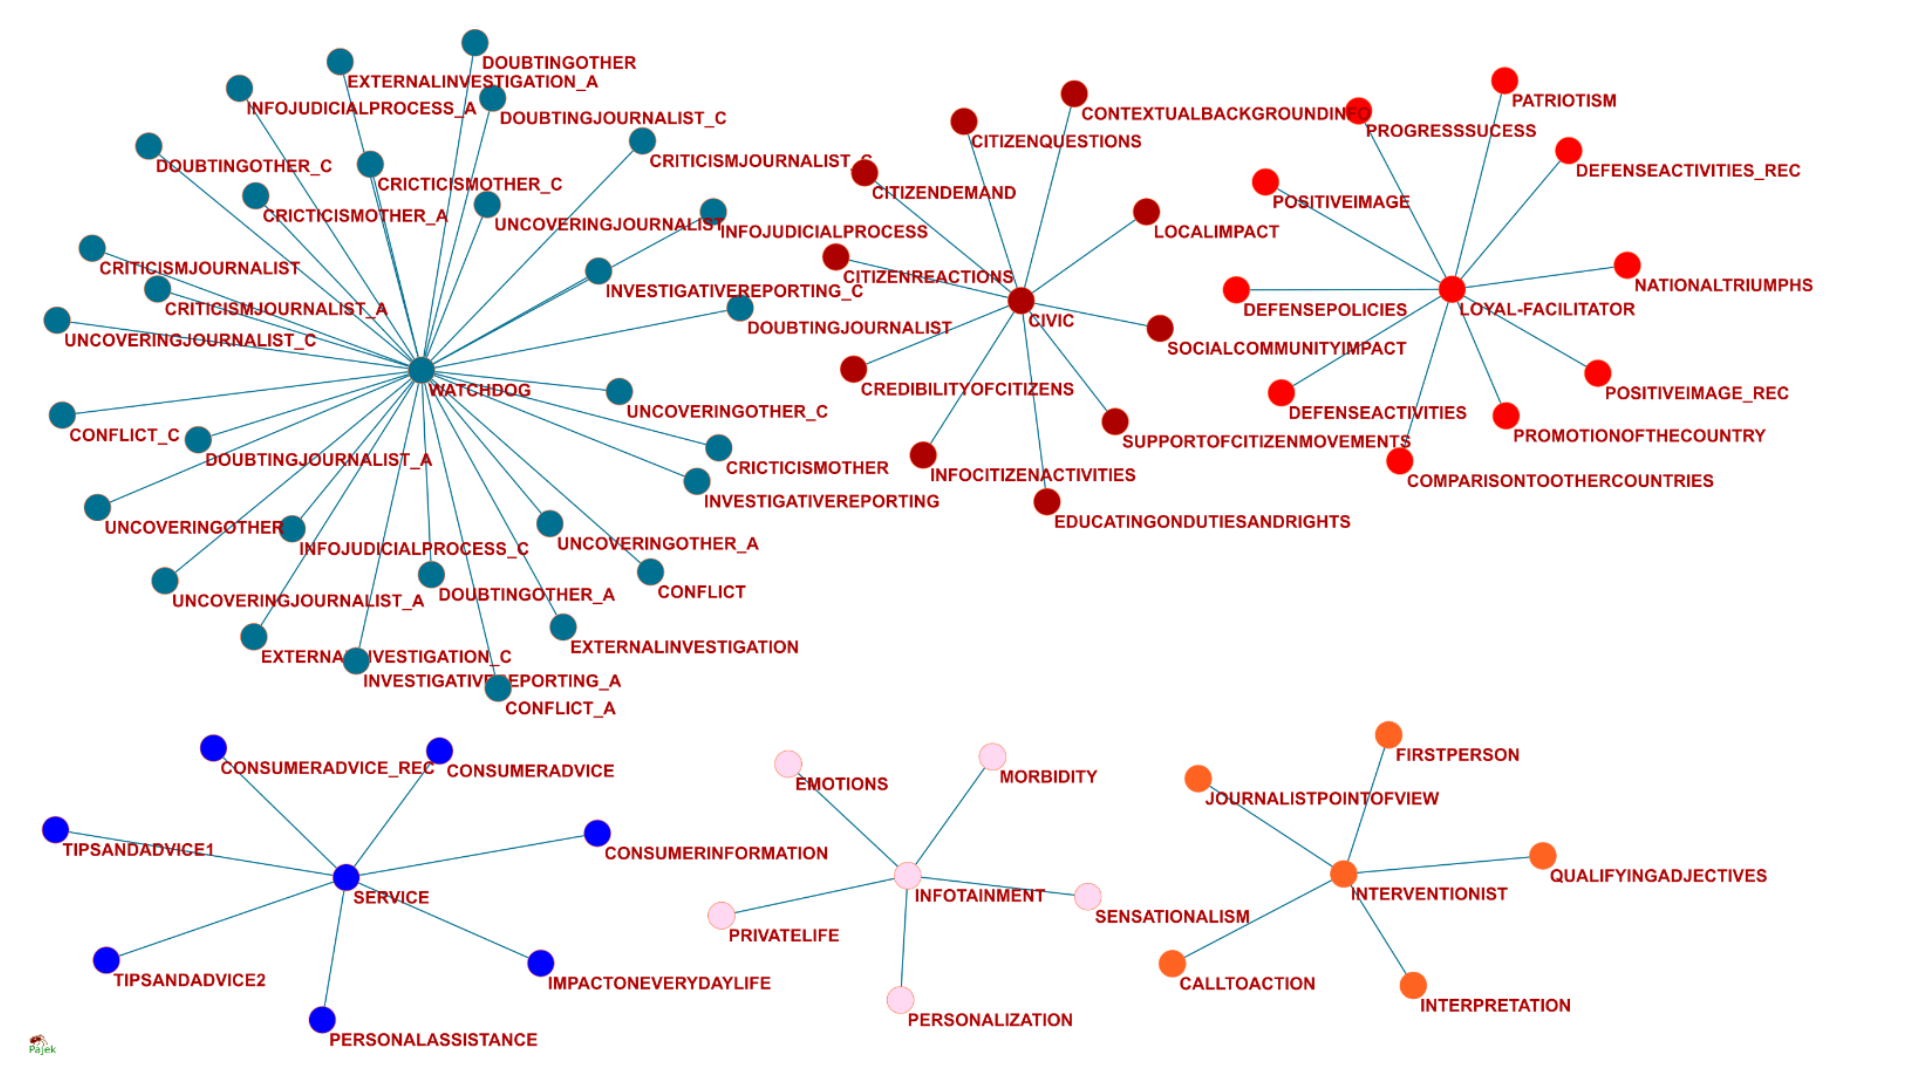 DOUBTINGOTHER
EXTERNALINVESTIGATION_A
INFOJUDICIALPROCESS_A
DOUBTINGJOURNALIST_C
DOUBTINGOTHER_C
CRITICISMJOURNALIST_C
CRICTICISMOTHER_C
CRICTICISMOTHER_A
UNCOVERINGJOURNALIST
INFOJUDICIALPROCESS
CRITICISMJOURNALIST
INVESTIGATIVEREPORTING_C
CRITICISMJOURNALIST_A
DOUBTINGJOURNALIST
UNCOVERINGJOURNALIST_C
WATCHDOG
UNCOVERINGOTHER_C
CONFLICT_C
DOUBTINGJOURNALIST_A
CRICTICISMOTHER
INVESTIGATIVEREPORTING
UNCOVERINGOTHER
INFOJUDICIALPROCESS_C
UNCOVERINGOTHER_A
UNCOVERINGJOURNALIST_A
DOUBTINGOTHER_A
CONFLICT
EXTERNALINVESTIGATION_C
EXTERNALINVESTIGATION
INVESTIGATIVEREPORTING_A
CONFLICT_A
CONTEXTUALBACKGROUNDINFO
CITIZENQUESTIONS
CITIZENDEMAND
LOCALIMPACT
CITIZENREACTIONS
CIVIC
SOCIALCOMMUNITYIMPACT
CREDIBILITYOFCITIZENS
SUPPORTOFCITIZENMOVEMENTS
INFOCITIZENACTIVITIES
EDUCATINGONDUTIESANDRIGHTS
PATRIOTISM
PROGRESSSUCESS
DEFENSEACTIVITIES_REC
POSITIVEIMAGE
NATIONALTRIUMPHS
DEFENSEPOLICIES
LOYAL-FACILITATOR
POSITIVEIMAGE_REC
DEFENSEACTIVITIES
PROMOTIONOFTHECOUNTRY
COMPARISONTOOTHERCOUNTRIES
CONSUMERADVICE_REC
CONSUMERADVICE
TIPSANDADVICE1
CONSUMERINFORMATION
SERVICE
TIPSANDADVICE2
IMPACTONEVERYDAYLIFE
PERSONALASSISTANCE
EMOTIONS
MORBIDITY
INFOTAINMENT
SENSATIONALISM
PRIVATELIFE
PERSONALIZATION
FIRSTPERSON
JOURNALISTPOINTOFVIEW
QUALIFYINGADJECTIVES
INTERVENTIONIST
CALLTOACTION
INTERPRETATION
Pajek